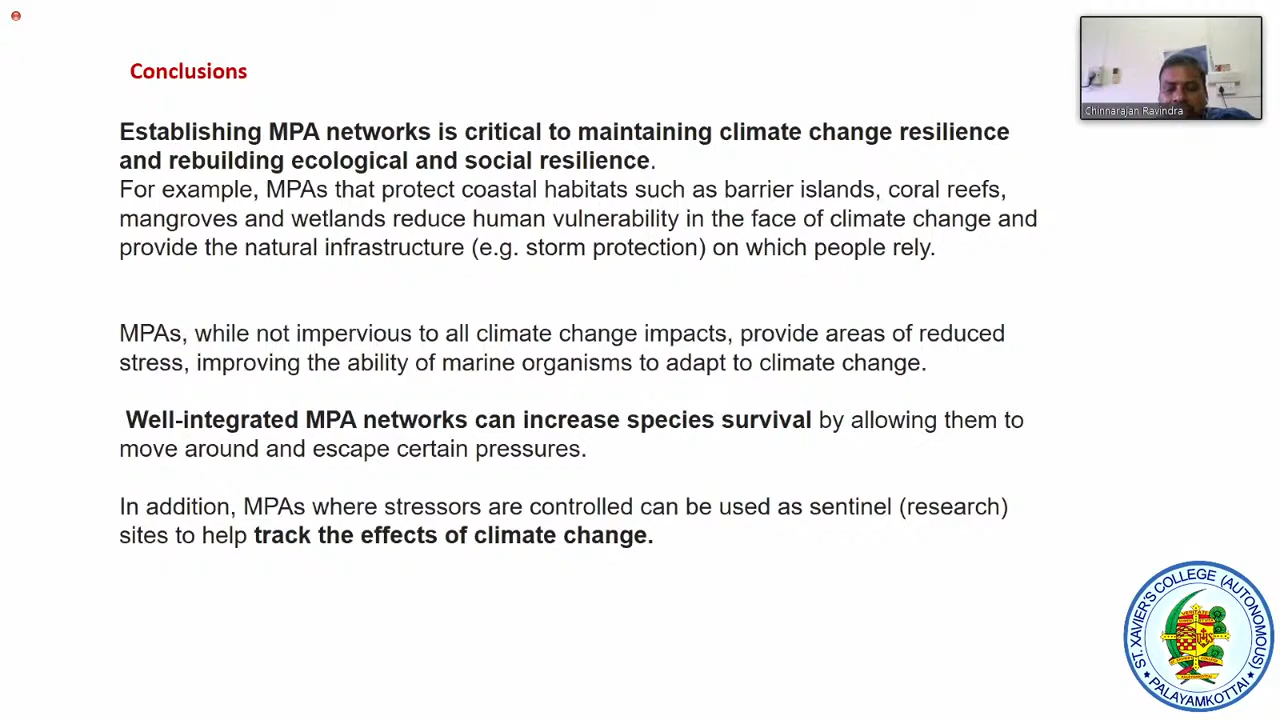 Conclusions
Establishing MPA networks is critical to maintaining climate change resilience
and rebuilding ecological and social resilience.
For example, MPAs that protect coastal habitats such as barrier islands, coral reefs,
mangroves and wetlands reduce human vulnerability in the face of climate change and
provide the natural infrastructure (e.g. storm protection) on which people rely.
MPAs, while not impervious to all climate change impacts, provide areas of reduced
stress, improving the ability of marine organisms to adapt to climate change.
Well-integrated MPA networks can increase species survival by allowing them to
move around and escape certain pressures.
In addition, MPAs where stressors are controlled can be used as sentinel (research)
sites to help track the effects of climate change.
Chinnarajan Ravindra
ST. XAVIER'S COLLEGE (AUTONOMOUS)
PALAYAMKOTTAI